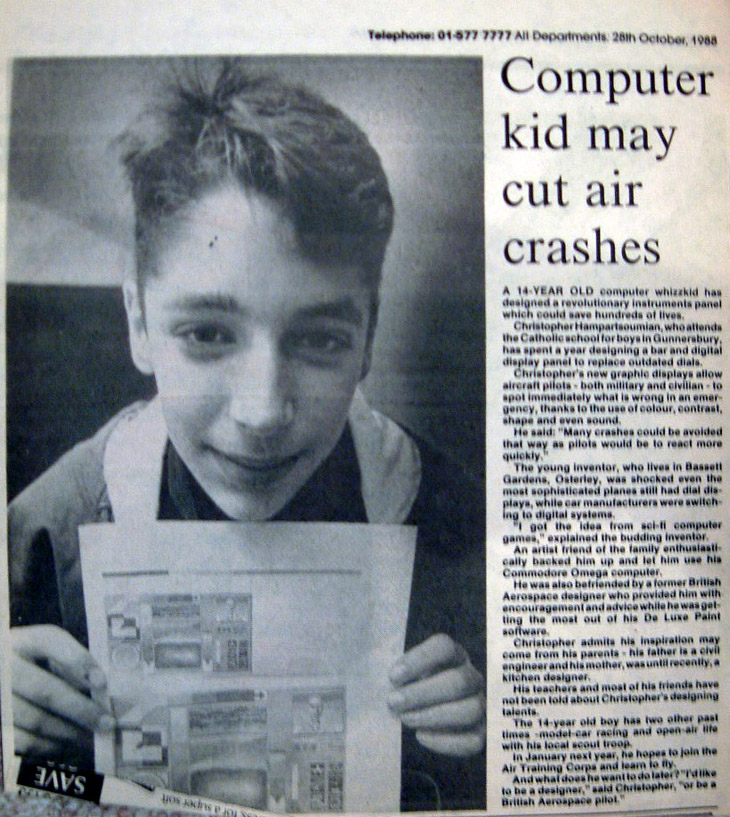 Telephone: 01-577 7777 All Departments. 28th October, 1988
Computer
kid may
cut air
crashes
A 14-YEAR OLD computer whizzkid has
designed a revolutionary instruments panel
which could save hundreds of lives.
Christopher Hampartsoumian, who attends
the Catholic school for boys in Gunnersbury,
has spent a year designing a bar and digital
display panel to replace outdated dials.
Christopher's new graphic displays allow
aircraft pilots - both military and civilian - to
spot immediately what is wrong in an emer-
gency, thanks to the use of colour, contrast,
shape and even sound.
He said: "Many crashes could be avoided
that way as pilots would be to react more
quickly."
The young inventor, who lives in Bassett
Gardens, Osterley, was shocked even the
most sophisticated planes still had dial dis-
plays, while car manufacturers were switch-
ing to digital systems.
"I got the idea from sci-fi computer
games," explained the budding inventor.
An artist friend of the family enthusiasti-
cally backed him up and let him use his
Commodore Omega computer.
He was also befriended by a former British
Aerospace designer who provided him with
encouragement and advice while he was get-
ting the most out of his De Luxe Paint
software.
Christopher admits his inspiration may
come from his parents - his father is a civil
engineer and his mother, was until recently, a
kitchen designer.
His teachers and most of his friends have
not been told about Christopher's designing
talents.
The 14-year old boy has two other past
times -model-car racing and open-air life
with his local scout troop.
In January next year, he hopes to join the
Air Training Corps and learn to fly.
And what does he want to do later? "I'd like
to be a designer," said Christopher, "or be a
British Aerospace pilot."
SAVE
for a super soft